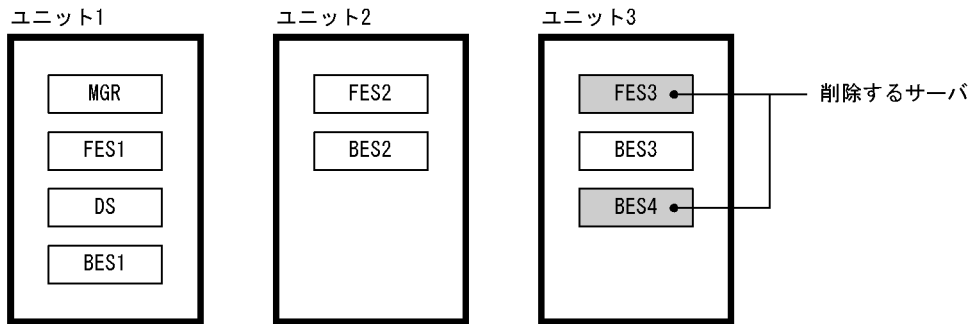 ユニット1
MGR
FES1
DS
BES1
ユニット2
FES2
BES2
ユニット3
FES3
BES3
BES4
削除するサーバ